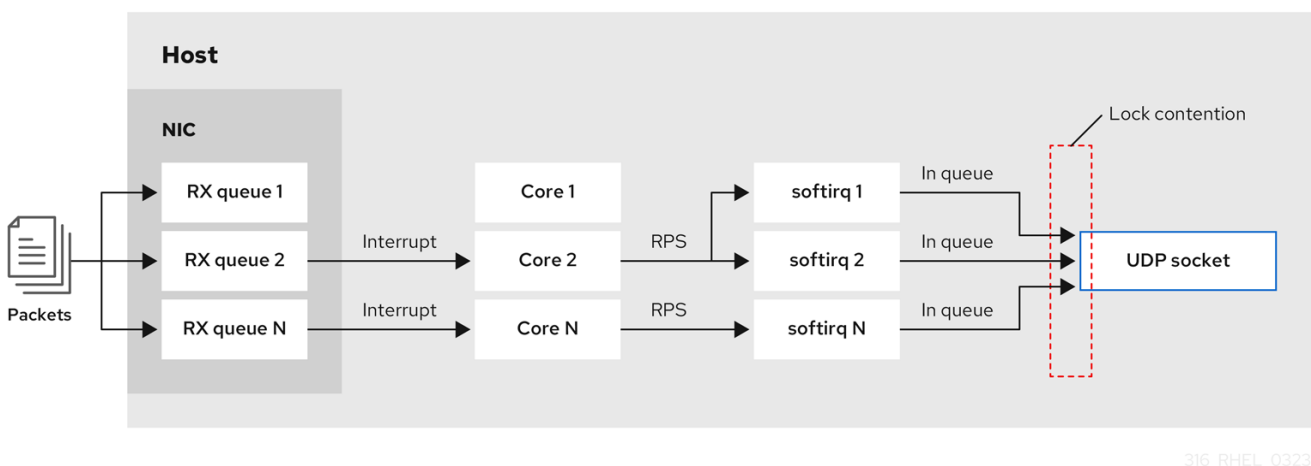 Host
NIC
Lock contention
RX queue 1
Core 1
softirq 1
In queue
RX queue 2
Interrupt
Core 2
RPS
softirq 2
In queue
UDP socket
RX queue N
Interrupt
Core N
RPS
softirq N
In queue
Packets
316_RHEL_0323